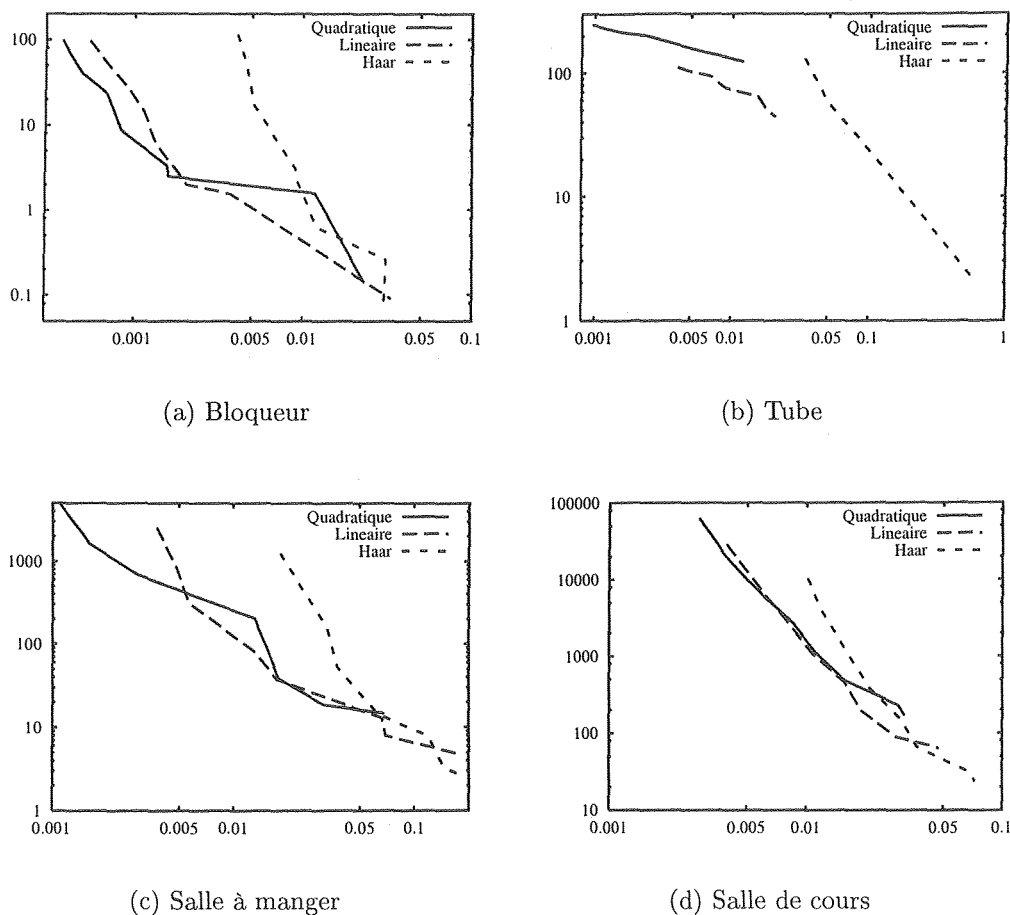 Quadratique
Lineaire
Haar
100
10
1
0.1
0.001
0.005
0.01
0.05
0.1
(a) Bloqueur
Quadratique
Lineaire
Haar
100
10
1
0.001
0.005
0.01
0.05
0.1
1
(b) Tube
Quadratique
Lineaire
Haar
1000
100
10
1
0.001
0.005
0.01
0.05
0.1
(c) Salle à manger
Quadratique
Lineaire
Haar
100000
10000
1000
100
10
0.001
0.005
0.01
0.05
0.1
(d) Salle de cours